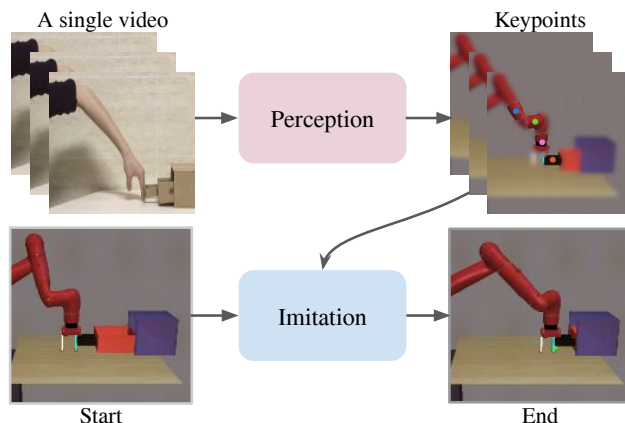 A single video
Keypoints
Perception
Imitation
Start
End